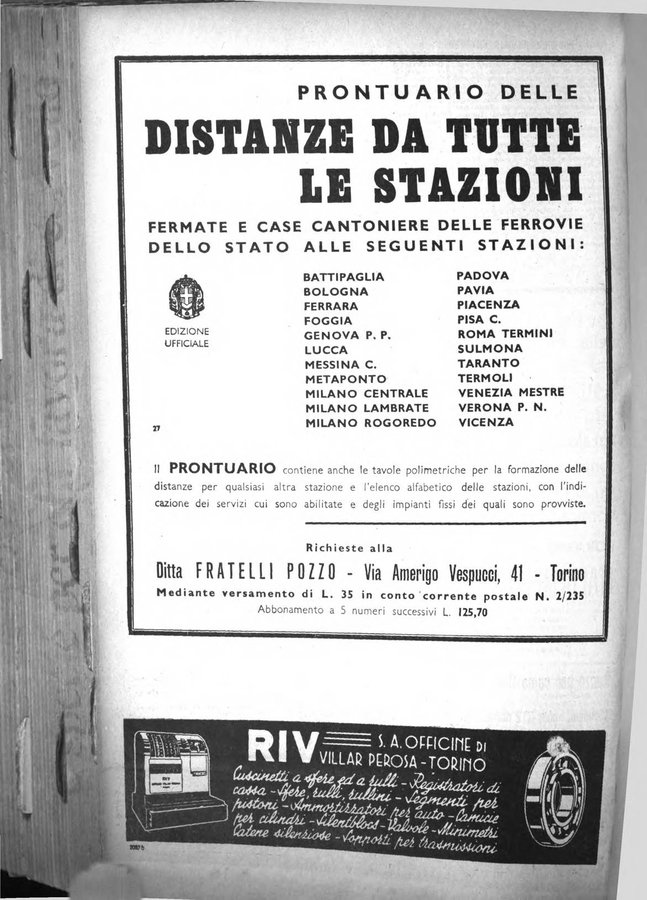 PRONTUARIO DELLE
DISTANZE DA TUTTE
LE STAZIONI
FERMATE E CASE CANTONIERE DELLE FERROVIE
DELLO STATO ALLE SEGUENTI STAZIONI:
EDIZIONE
UFFICIALE
27
BATTIPAGLIA
BOLOGNA
FERRARA
FOGGIA
GENOVA P. P.
LUCCA
MESSINA C.
METAPONTO
MILANO CENTRALE
MILANO LAMBRATE
MILANO ROGOREDO
PADOVA
PAVIA
PIACENZA
PISA C.
ROMA TERMINI
SULMONA
TARANTO
TERMOLI
VENEZIA MESTRE
VERONA P. N.
VICENZA
Il PRONTUARIO contiene anche le tavole polimetriche per la formazione delle
distanze per qualsiasi altra stazione e l'elenco alfabetico delle stazioni, con l'indi-
cazione dei servizi cui sono abilitate e degli impianti fissi dei quali sono provviste.
Richieste alla
Ditta FRATELLI POZZO - Via Amerigo Vespucci, 41 - Torino
Mediante versamento di L. 35 in conto corrente postale N. 2/235
Abbonamento a 5 numeri successivi L. 125,70
RIV S. A. OFFICINE DI
VILLAR PEROSA - TORINO
Cuscinetti a sfere ed a rulli - Registratori di
cassa - Sfere, rulli, rullini - Segmenti per
pistoni - Ammortizzatori per auto - Camicie
per cilindri - Silentblocs - Valvole - Minimetri
Catene silenziose - Supporti per trasmissioni
RIV